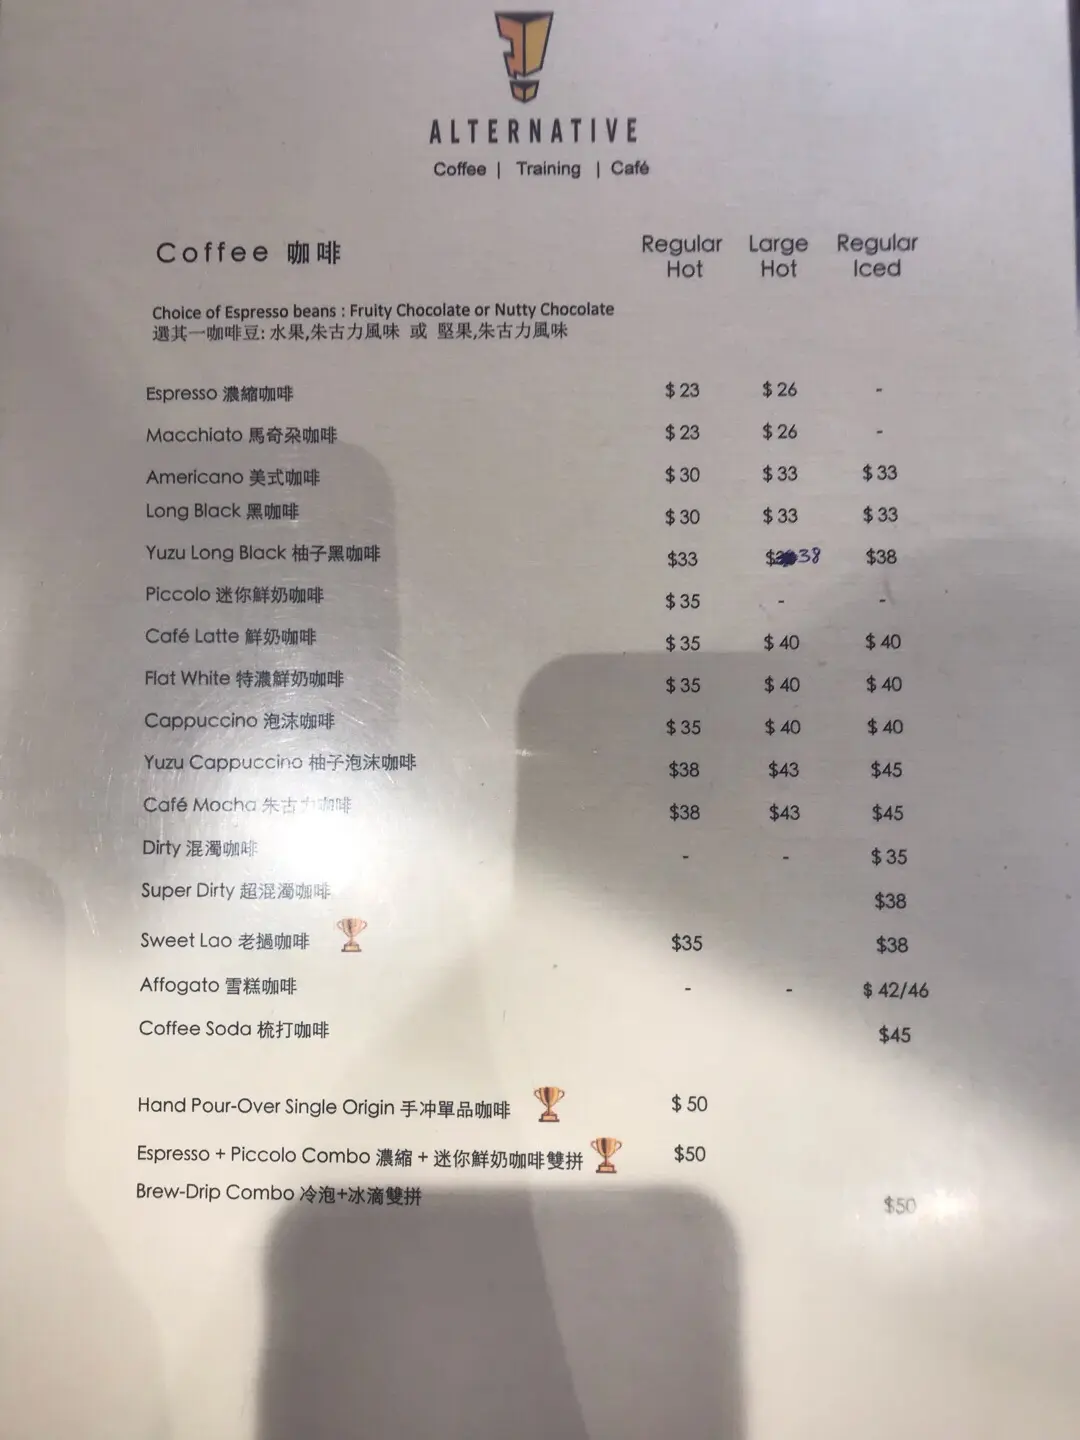 ALTERNATIVE
Coffee | Training | Café
Coffee 咖啡 Regular Hot Large Hot Regular Iced
Choice of Espresso beans : Fruity Chocolate or Nutty Chocolate
選其一咖啡豆: 水果,朱古力風味 或 堅果,朱古力風味
Espresso 濃縮咖啡 $ 23 $ 26 -
Macchiato 馬奇朶咖啡 $ 23 $ 26 -
Americano 美式咖啡 $ 30 $ 33 $ 33
Long Black 黑咖啡 $ 30 $ 33 $ 33
Yuzu Long Black 柚子黑咖啡 $33 $38 $38
Piccolo 迷你鮮奶咖啡 $ 35 - -
Café Latte 鮮奶咖啡 $ 35 $ 40 $ 40
Flat White 特濃鮮奶咖啡 $ 35 $ 40 $ 40
Cappuccino 泡沫咖啡 $ 35 $ 40 $ 40
Yuzu Cappuccino 柚子泡沫咖啡 $38 $43 $45
Café Mocha 朱古力咖啡 $38 $43 $45
Dirty 混濁咖啡 - - $ 35
Super Dirty 超混濁咖啡 $38
Sweet Lao 老撾咖啡 $35 $38
Affogato 雪糕咖啡 - - $ 42/46
Coffee Soda 梳打咖啡 $45
Hand Pour-Over Single Origin 手冲單品咖啡 $ 50
Espresso + Piccolo Combo 濃縮 + 迷你鮮奶咖啡雙拼 $50
Brew-Drip Combo 冷泡+冰滴雙拼 $50